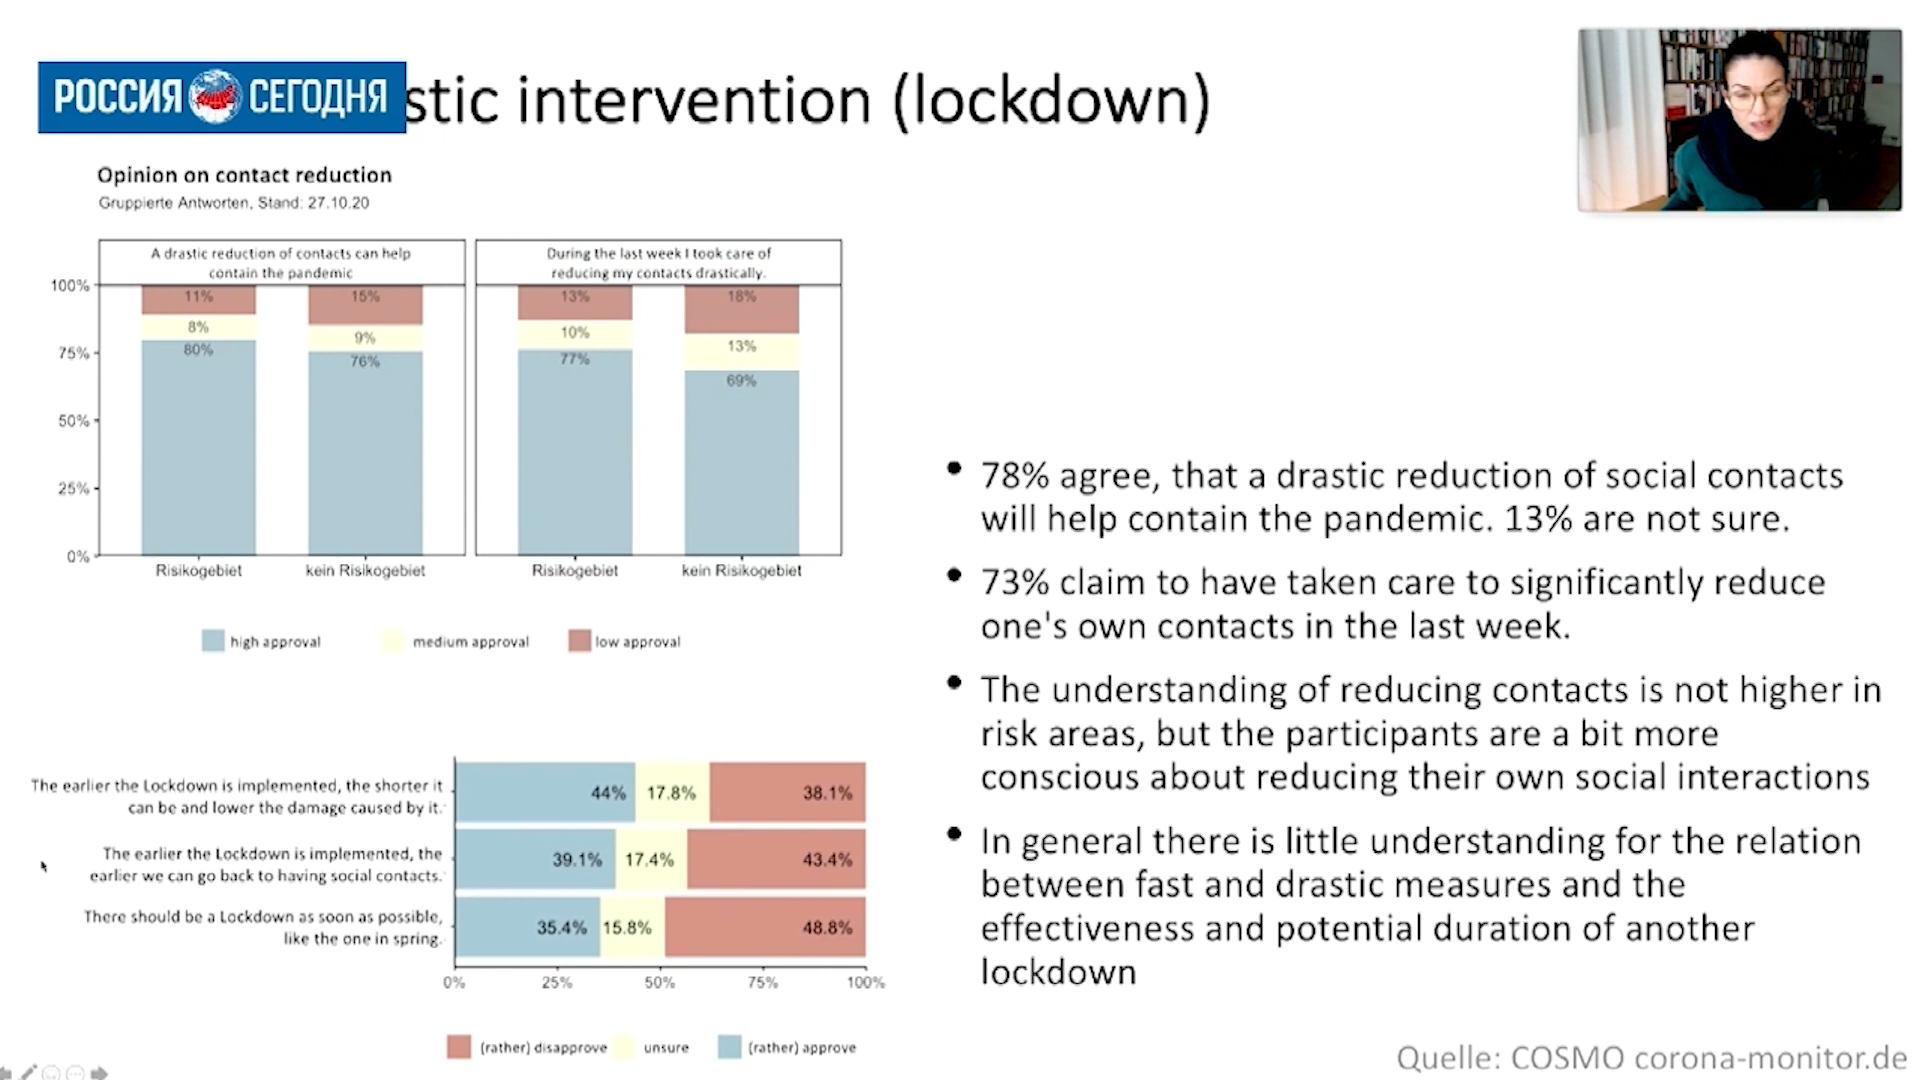 РОССИЯ СЕГОДНЯ
stic intervention (lockdown)
Opinion on contact reduction
Gruppierte Antworten, Stand: 27.10.20
A drastic reduction of contacts can help
contain the pandemic
During the last week I took care of
reducing my contacts drastically.
100%
75%
50%
25%
0%
11%
8%
80%
15%
9%
76%
13%
10%
77%
18%
13%
69%
Risikogebiet
kein Risikogebiet
Risikogebiet
kein Risikogebiet
high approval
medium approval
low approval
The earlier the Lockdown is implemented, the shorter it
can be and lower the damage caused by it.
44%
17.8%
38.1%
The earlier the Lockdown is implemented, the
earlier we can go back to having social contacts.
39.1%
17.4%
43.4%
There should be a Lockdown as soon as possible,
like the one in spring.
35.4%
15.8%
48.8%
0%
25%
50%
75%
100%
(rather) disapprove
unsure
(rather) approve
• 78% agree, that a drastic reduction of social contacts
will help contain the pandemic. 13% are not sure.
• 73% claim to have taken care to significantly reduce
one's own contacts in the last week.
• The understanding of reducing contacts is not higher in
risk areas, but the participants are a bit more
conscious about reducing their own social interactions
• In general there is little understanding for the relation
between fast and drastic measures and the
effectiveness and potential duration of another
lockdown
Quelle: COSMO corona-monitor.de